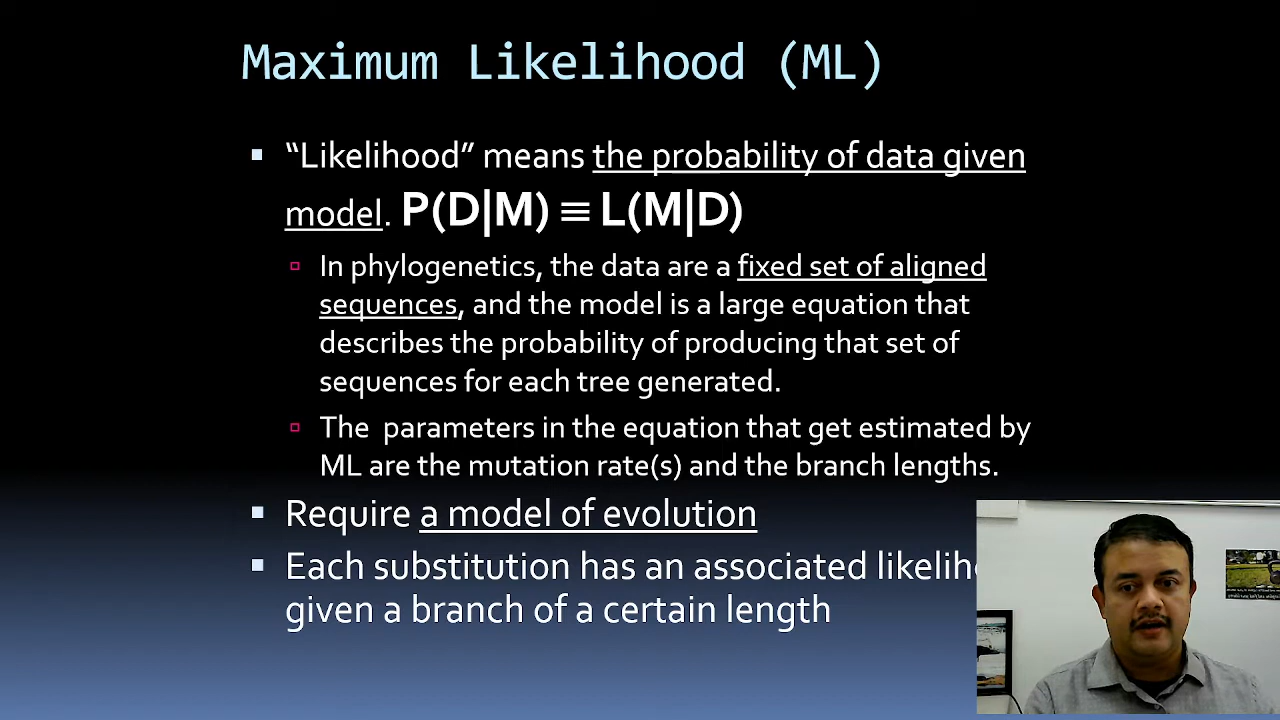 Maximum Likelihood (ML)
▪ “Likelihood” means the probability of data given
model. P(D|M) ≡ L(M|D)
▫ In phylogenetics, the data are a fixed set of aligned
sequences, and the model is a large equation that
describes the probability of producing that set of
sequences for each tree generated.
▫ The parameters in the equation that get estimated by
ML are the mutation rate(s) and the branch lengths.
▪ Require a model of evolution
▪ Each substitution has an associated
given a branch of a certain length